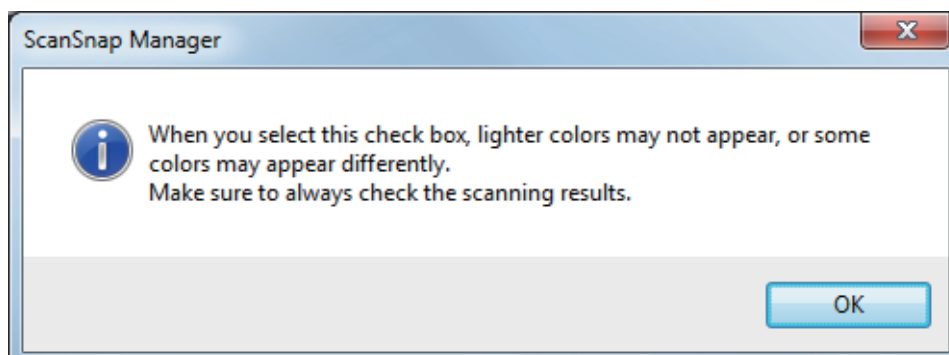 ScanSnap Manager
When you select this check box, lighter colors may not appear, or some
colors may appear differently.
Make sure to always check the scanning results.
OK